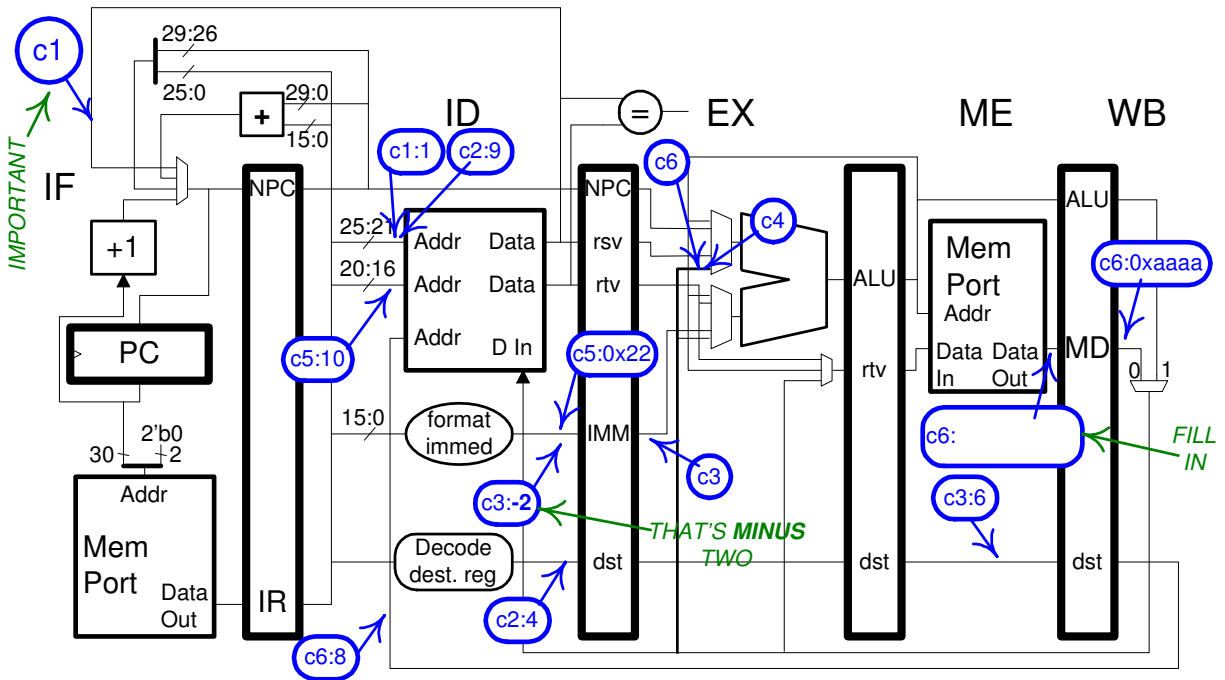 c1
IMPORTANT
29:26
25:0
29:0
15:0
+
=
IF
ID
EX
ME
WB
c1:1
c2:9
c6
c4
NPC
NPC
ALU
+1
25:21
20:16
Addr
Data
Addr
Data
Addr
D In
rsv
rtv
ALU
Mem
Port
Addr
Data
In
Data
Out
MD
0
1
c6:0xaaaa
PC
c5:10
c5:0x22
rtv
15:0
format
immed
IMM
c6:
FILL
IN
30
2'b0
2
c3
c3:-2
THAT'S MINUS
TWO
c3:6
Addr
Mem
Port
Data
Out
IR
Decode
dest. reg
dst
dst
dst
c2:4
c6:8